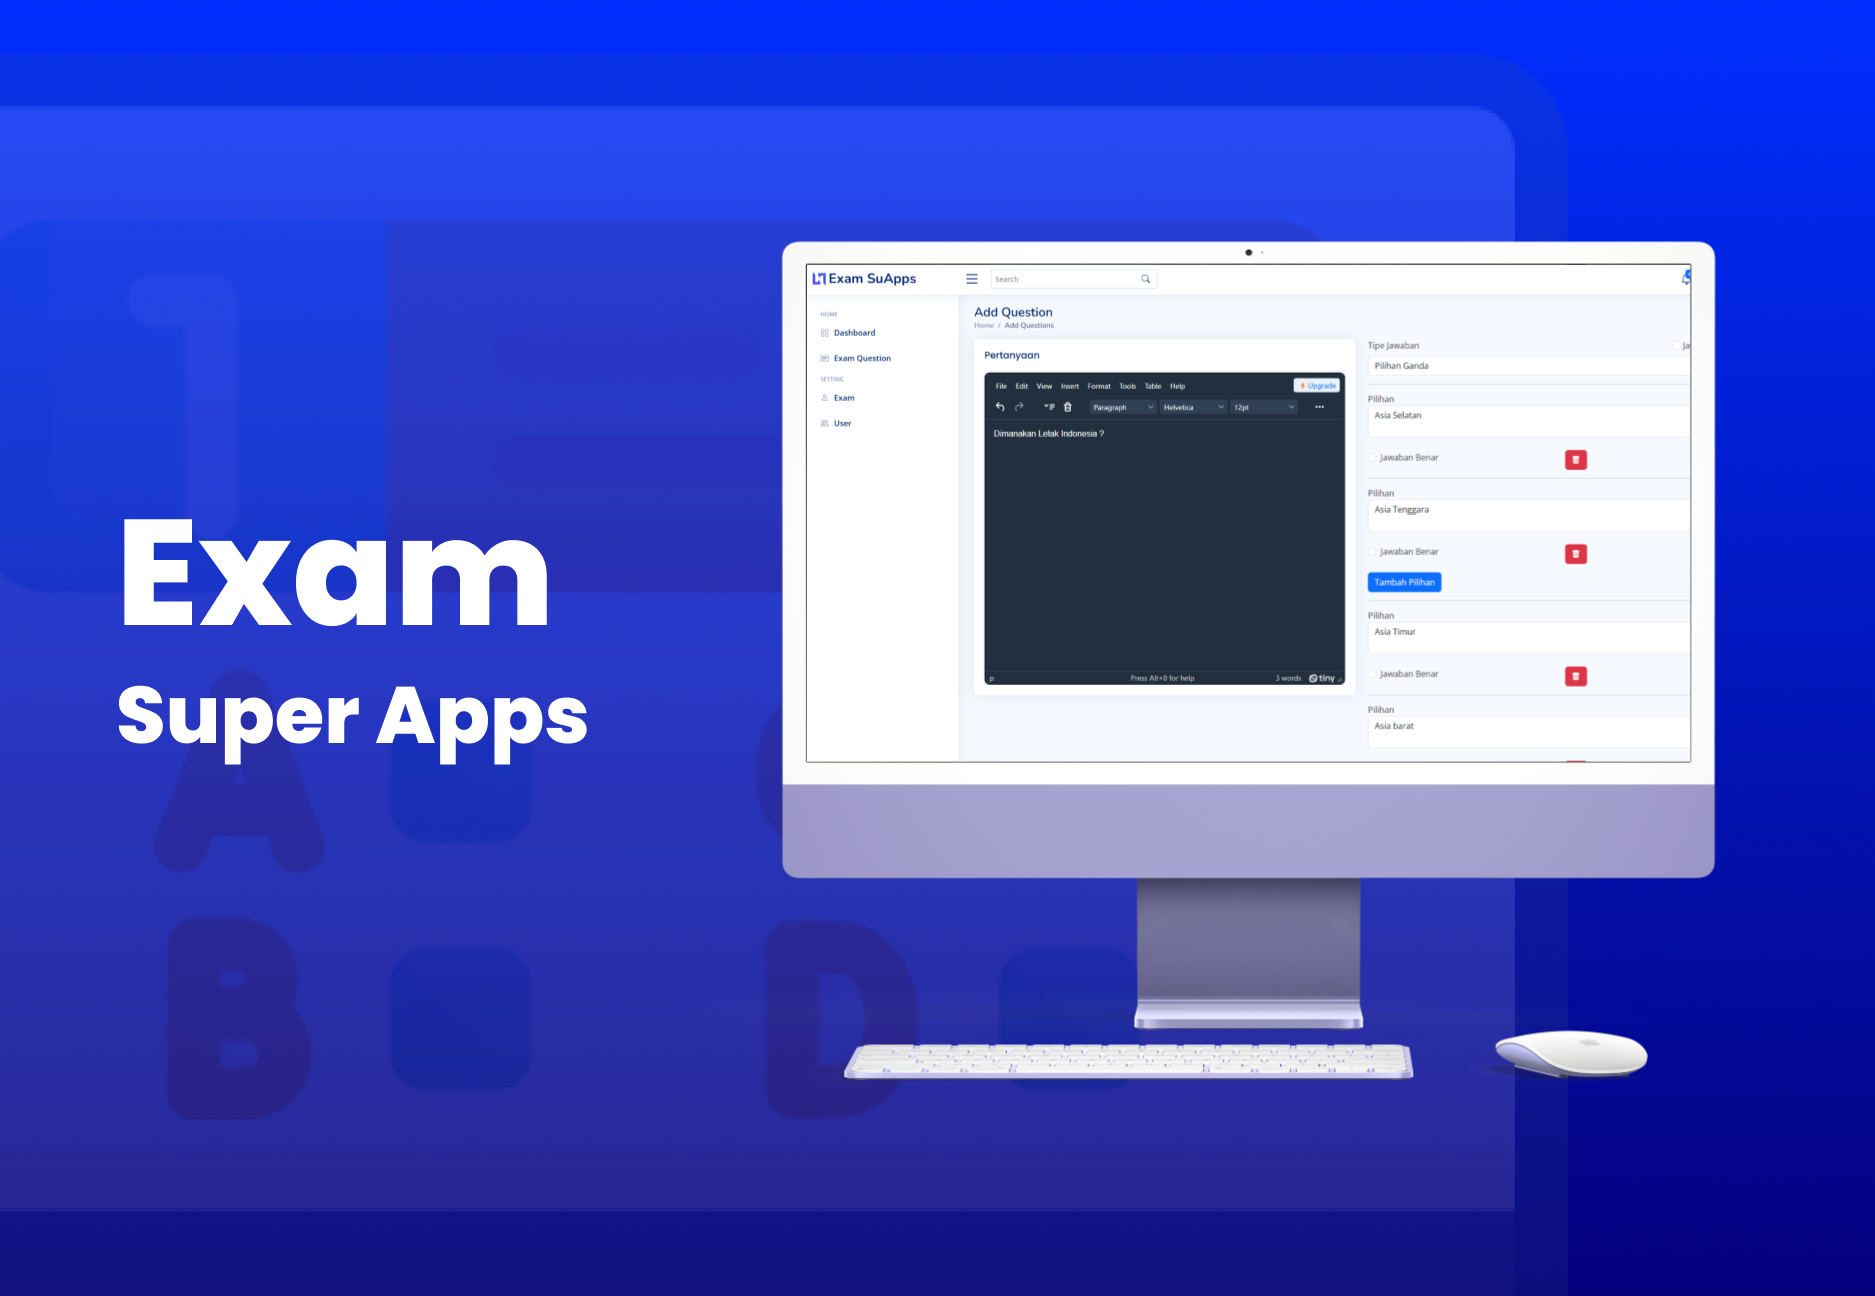 Exam
Super Apps
Exam SuApps
Search
HOME
Dashboard
Exam Question
SETTING
Exam
User
Add Question
Home / Add Questions
Pertanyaan
File Edit View Insert Format Tools Table Help
Upgrade
Paragraph Helvetica 12pt
Dimanakan Letak Indonesia ?
p Press Alt+0 for help 3 words tiny
Tipe Jawaban
Pilihan Ganda
Pilihan
Asia Selatan
Jawaban Benar
Pilihan
Asia Tenggara
Jawaban Benar
Tambah Pilihan
Pilihan
Asia Timur
Jawaban Benar
Pilihan
Asia barat
1
A
B
D